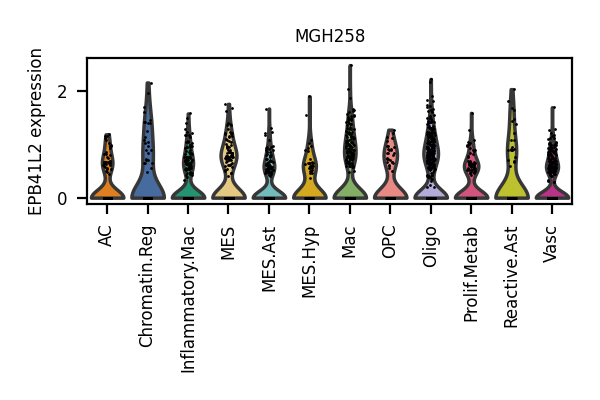 MGH258
EPB41L2 expression
2
0
AC
Chromatin.Reg
Inflammatory.Mac
MES
MES.Ast
MES.Hyp
Mac
OPC
Oligo
Prolif.Metab
Reactive.Ast
Vasc